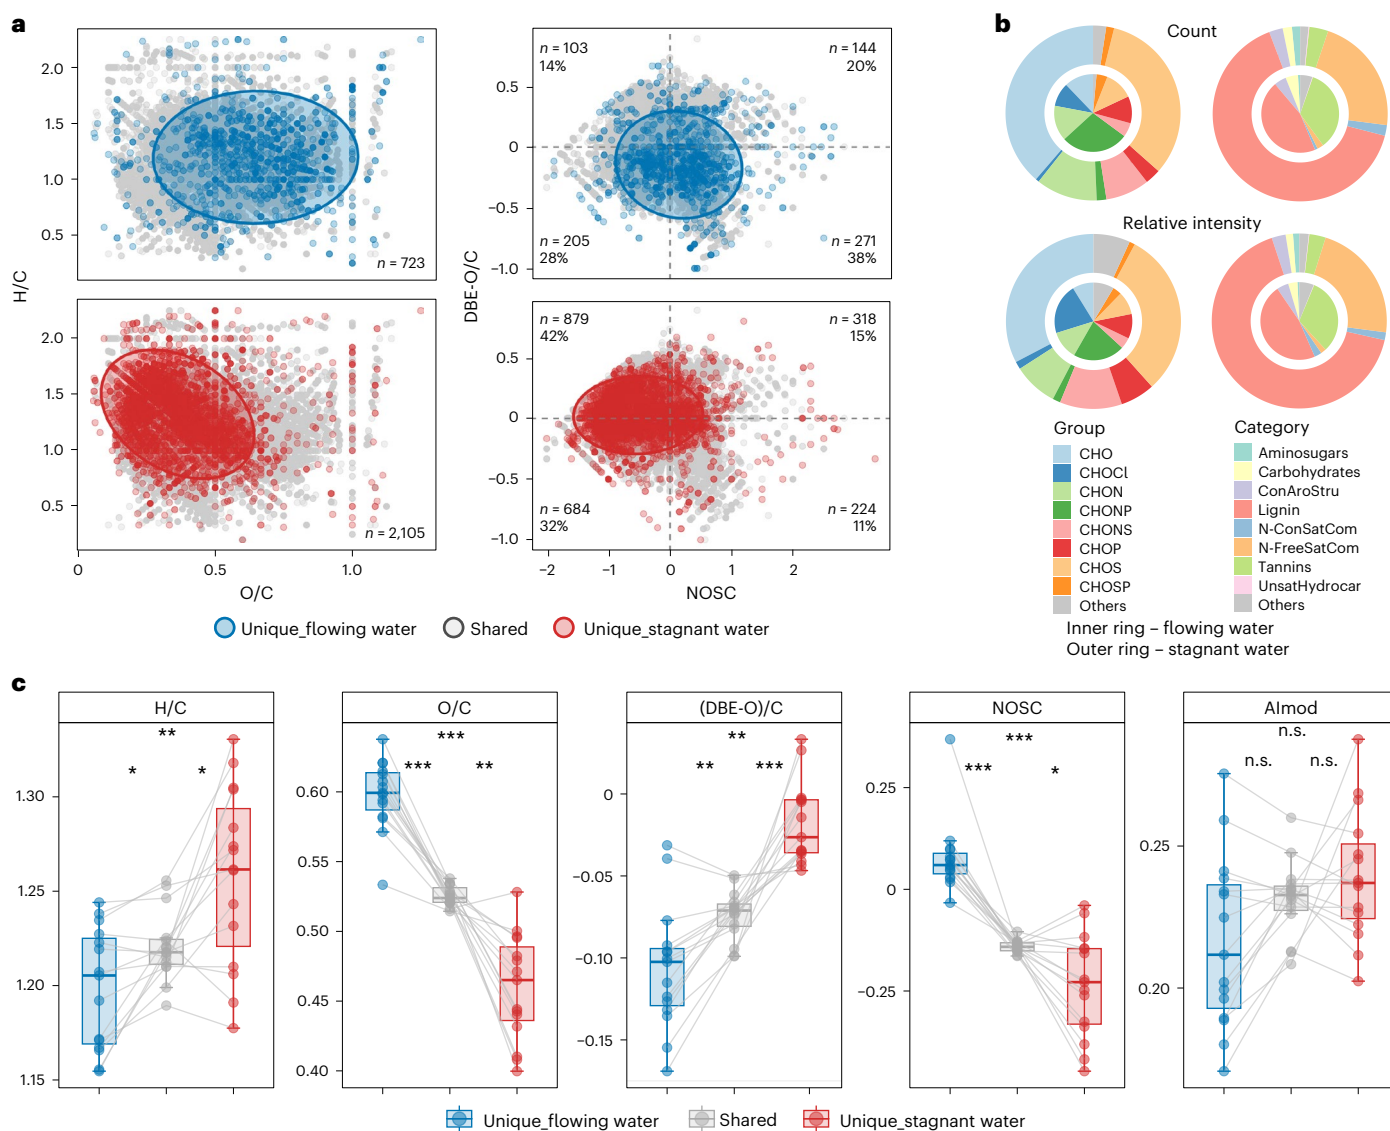 a
2.0
1.5
1.0
0.5
n = 723
H/C
2.0
1.5
1.0
0.5
n = 2,105
0
0.5
1.0
O/C
n = 103
14%
n = 144
20%
0.5
0
−0.5
−1.0
n = 205
28%
n = 271
38%
DBE-O/C
n = 879
42%
n = 318
15%
0.5
0
−0.5
−1.0
n = 684
32%
n = 224
11%
−2
−1
0
1
2
NOSC
Unique_flowing water
Shared
Unique_stagnant water
b
Count
Relative intensity
Group
CHO
CHOCl
CHON
CHONP
CHONS
CHOP
CHOS
CHOSP
Others
Category
Aminosugars
Carbohydrates
ConAroStru
Lignin
N-ConSatCom
N-FreeSatCom
Tannins
UnsatHydrocar
Others
Inner ring – flowing water
Outer ring – stagnant water
c
H/C
**
*
*
1.30
1.25
1.20
1.15
O/C
***
***
**
0.60
0.55
0.50
0.45
0.40
(DBE-O)/C
**
**
***
0
−0.05
−0.10
−0.15
NOSC
***
***
*
0.25
0
−0.25
AImod
n.s.
n.s.
n.s.
0.25
0.20
Unique_flowing water
Shared
Unique_stagnant water